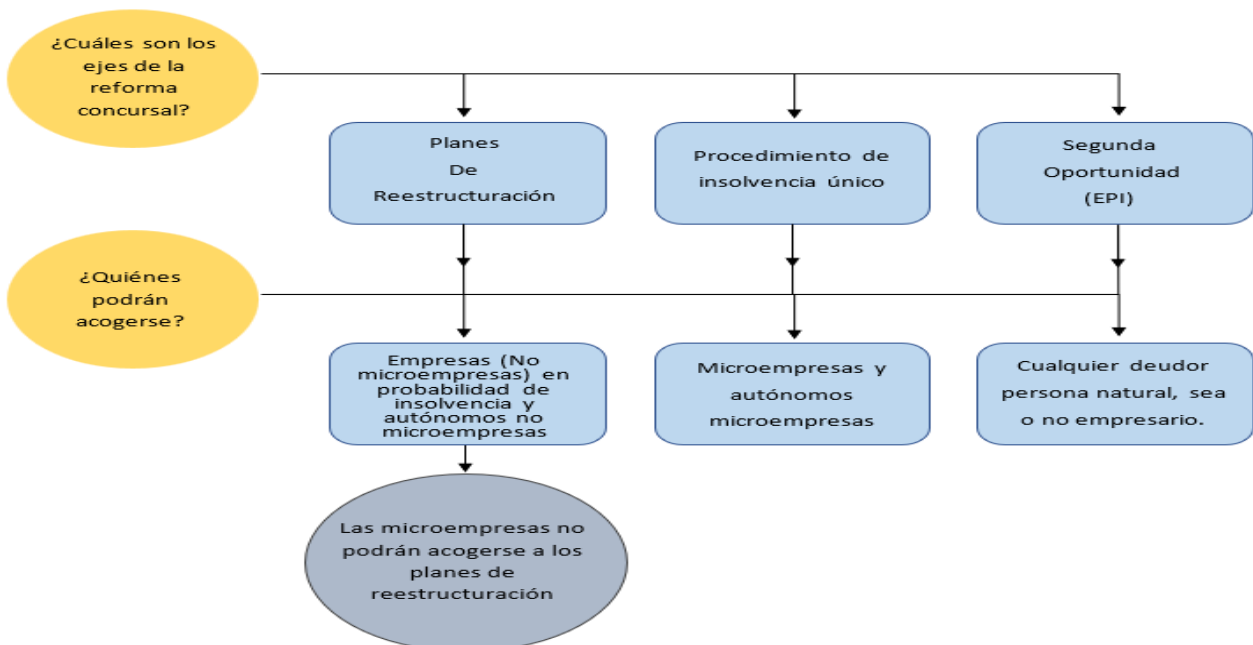 ¿Cuáles son los
ejes de la
reforma
concursal?
Planes
De
Reestructuración
Procedimiento de
insolvencia único
Segunda
Oportunidad
(EPI)
¿Quiénes
podrán
acogerse?
Empresas (No
microempresas) en
probabilidad de
insolvencia y
autónomos no
microempresas
Microempresas y
autónomos
microempresas
Cualquier deudor
persona natural, sea
o no empresario.
Las microempresas no
podrán acogerse a los
planes de
reestructuración